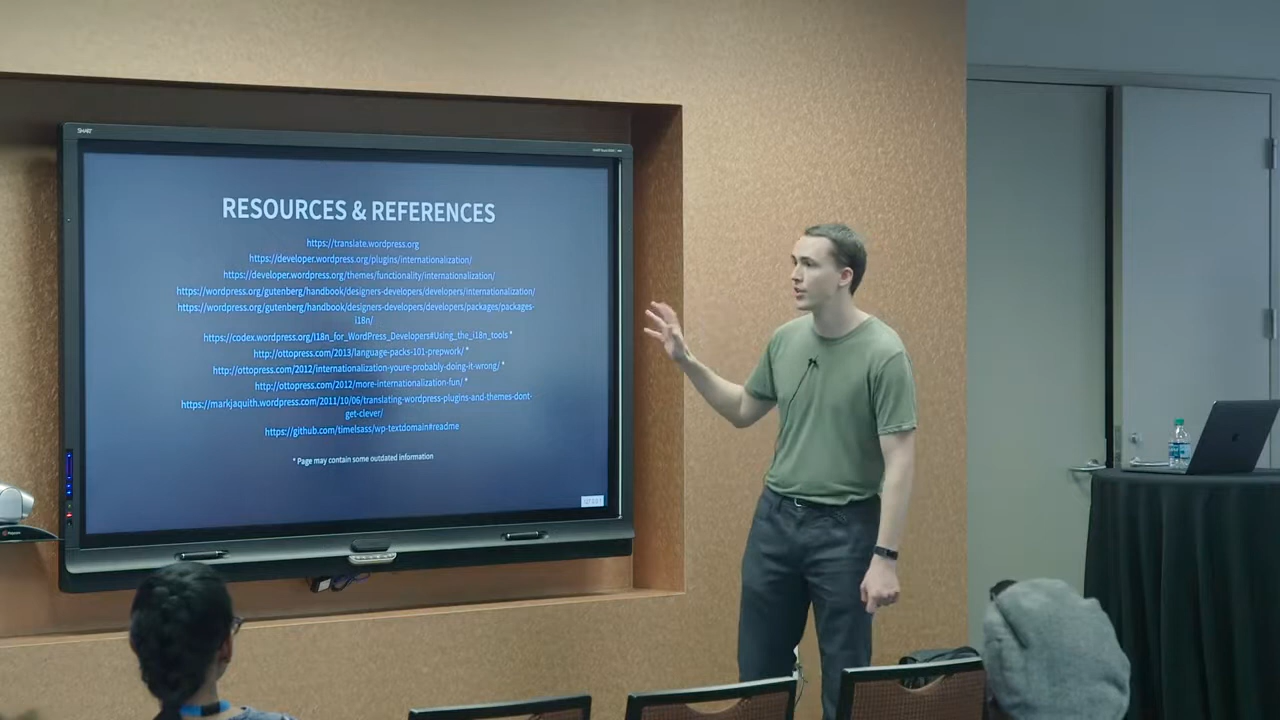 SMART
RESOURCES & REFERENCES
https://translate.wordpress.org
https://developer.wordpress.org/plugins/internationalization/
https://developer.wordpress.org/themes/functionality/internationalization/
https://wordpress.org/gutenberg/handbook/designers-developers/developers/internationalization/
https://wordpress.org/gutenberg/handbook/designers-developers/developers/packages/packages-
i18n/
https://codex.wordpress.org/I18n_for_WordPress_Developers#Using_the_i18n_tools *
http://ottopress.com/2013/language-packs-101-prepwork/ *
http://ottopress.com/2012/internationalization-youre-probably-doing-it-wrong/ *
http://ottopress.com/2012/more-internationalization-fun/ *
https://markjaquith.wordpress.com/2011/10/06/translating-wordpress-plugins-and-themes-dont-
get-clever/
https://github.com/timelsass/wp-textdomain#readme
* Page may contain some outdated information